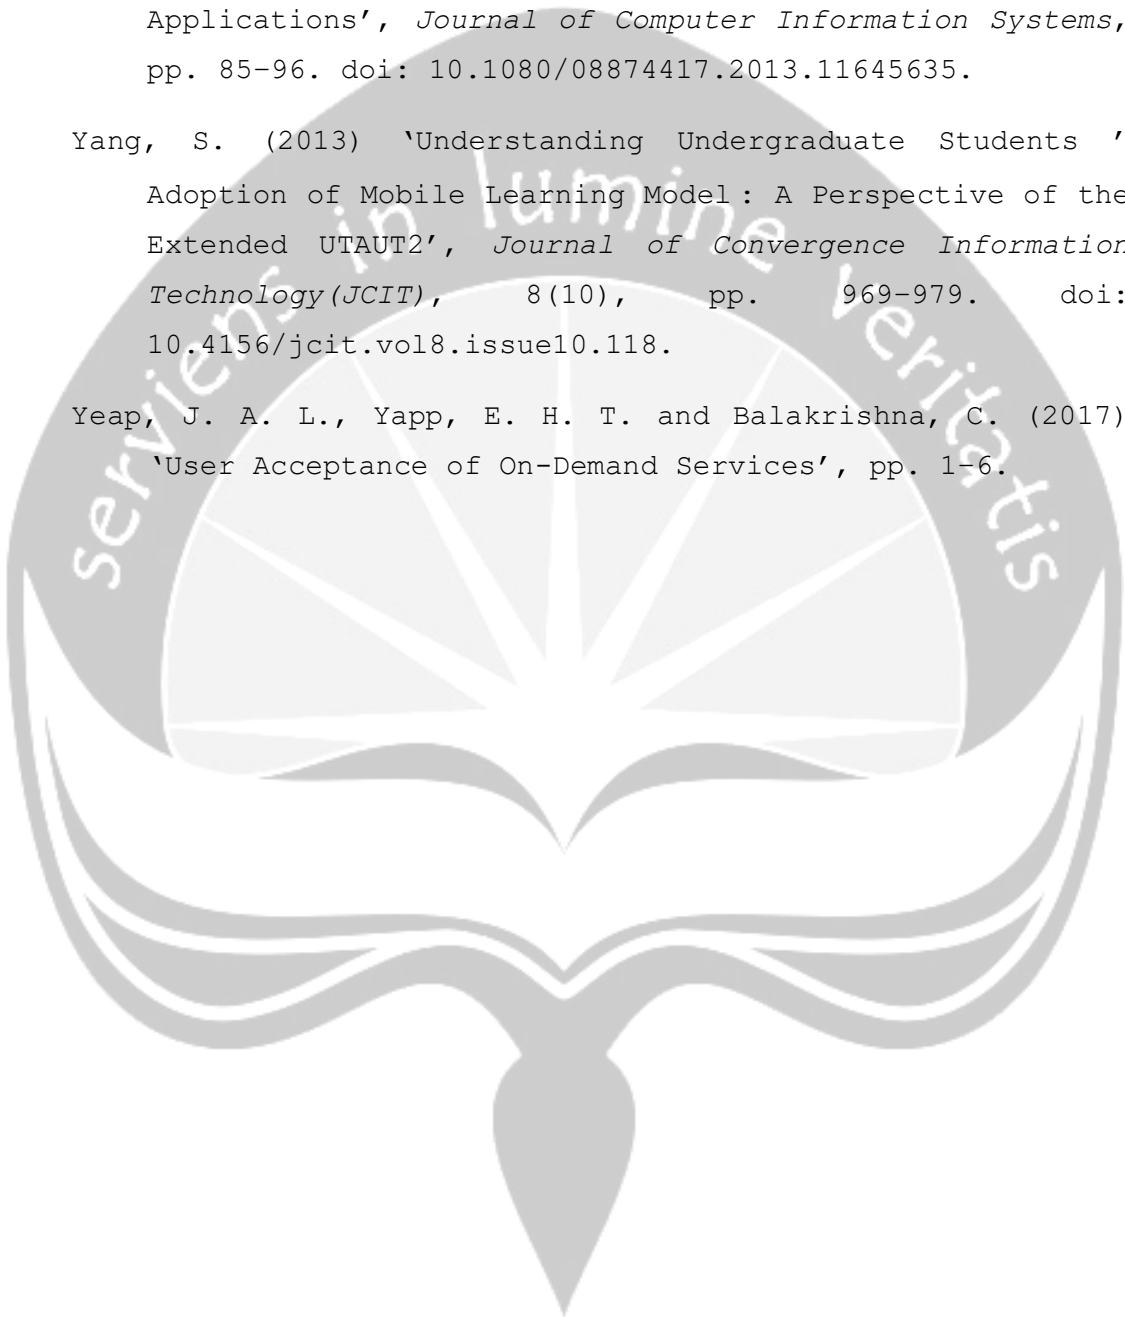 Applications’, Journal of Computer Information Systems,
pp. 85–96. doi: 10.1080/08874417.2013.11645635.
Yang, S. (2013) ‘Understanding Undergraduate Students ’
Adoption of Mobile Learning Model : A Perspective of the
Extended UTAUT2’, Journal of Convergence Information
Technology(JCIT), 8(10), pp. 969–979. doi:
10.4156/jcit.vol8.issue10.118.
Yeap, J. A. L., Yapp, E. H. T. and Balakrishna, C. (2017)
‘User Acceptance of On-Demand Services’, pp. 1–6.
serviens in lumine veritatis